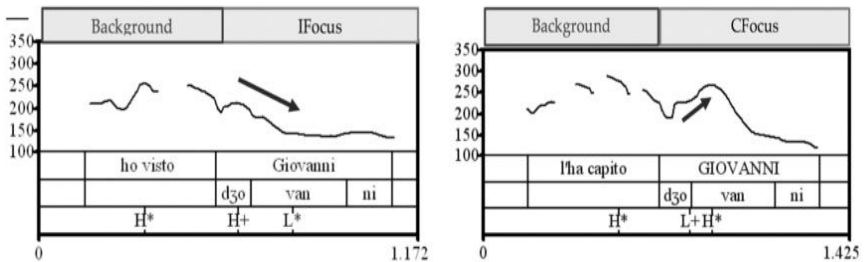 Background IFocus
350
300
250
200
150
100
ho visto Giovanni
dʒo van ni
H* H+ L*
0 1.172
Background CFocus
350
300
250
200
150
100
l'ha capito GIOVANNI
dʒo van ni
H* L+H*
0 1.425